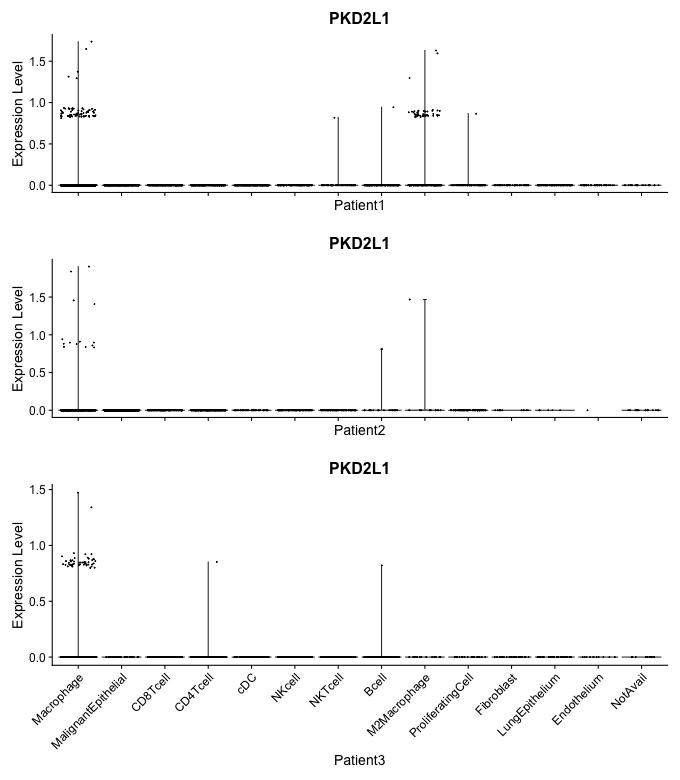 PKD2L1
Expression Level
1.5
1.0
0.5
0.0
Patient1
PKD2L1
Expression Level
1.5
1.0
0.5
0.0
Patient2
PKD2L1
Expression Level
1.5
1.0
0.5
0.0
Macrophage
MalignantEpithelial
CD8Tcell
CD4Tcell
cDC
NKcell
NKTcell
Bcell
M2Macrophage
ProliferatingCell
Fibroblast
LungEpithelium
Endothelium
NotAvail
Patient3